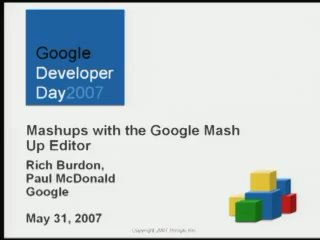 Google
Developer
Day2007
Mashups with the Google Mash
Up Editor
Rich Burdon,
Paul McDonald
Google
May 31, 2007